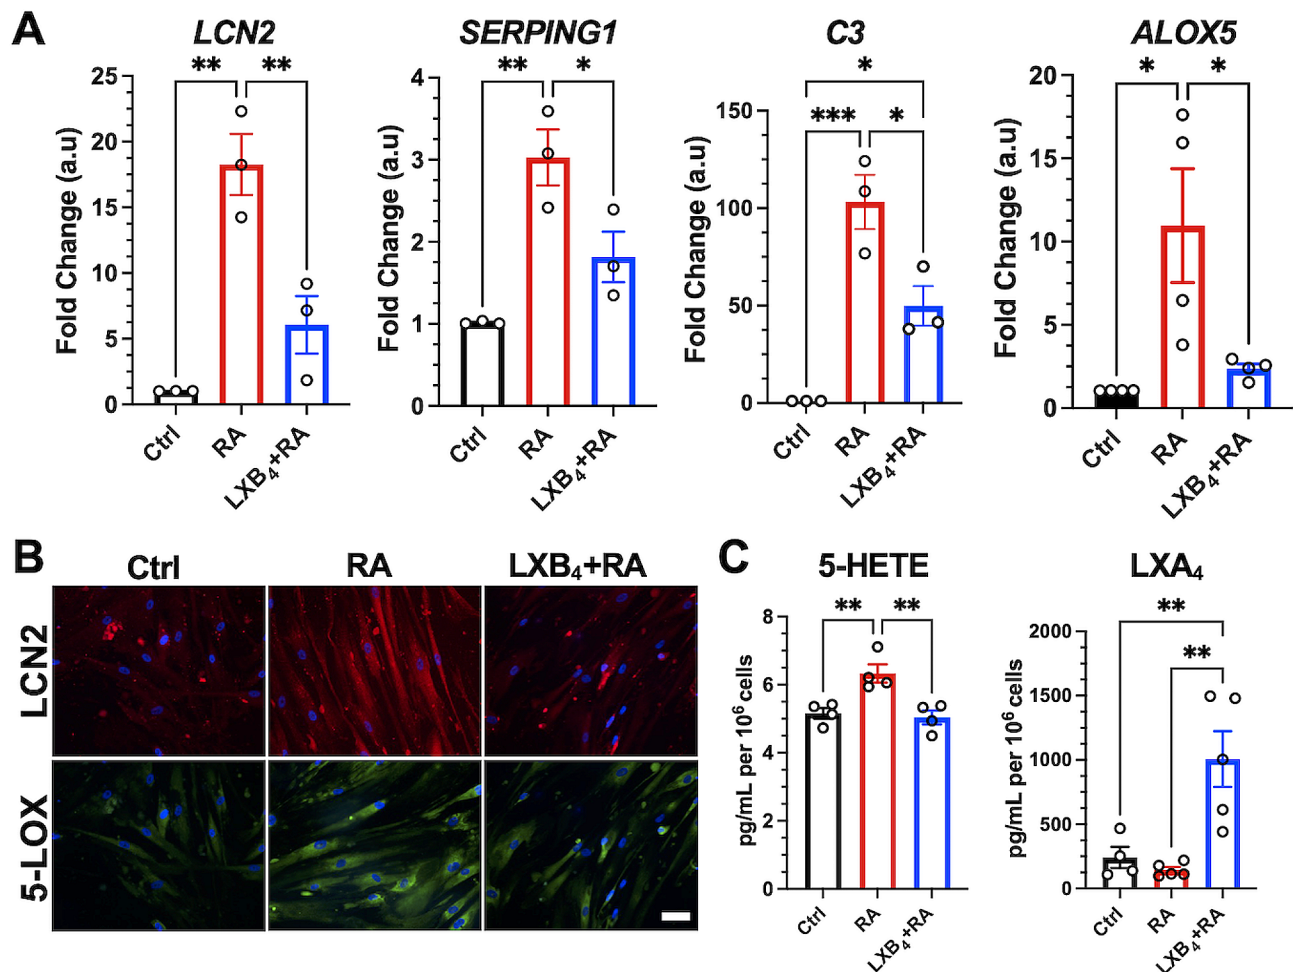 A
LCN2
SERPING1
C3
ALOX5
** **
** *
*
*** *
* *
Fold Change (a.u)
25
20
15
10
5
0
Ctrl
RA
LXB4+RA
Fold Change (a.u)
4
3
2
1
0
Ctrl
RA
LXB4+RA
Fold Change (a.u)
150
100
50
0
Ctrl
RA
LXB4+RA
Fold Change (a.u)
20
15
10
5
0
Ctrl
RA
LXB4+RA
B
Ctrl
RA
LXB4+RA
LCN2
5-LOX
C
5-HETE
** **
pg/mL per 10⁶ cells
8
6
4
2
0
Ctrl
RA
LXB4+RA
LXA4
**
**
pg/mL per 10⁶ cells
2000
1500
1000
500
0
Ctrl
RA
LXB4+RA